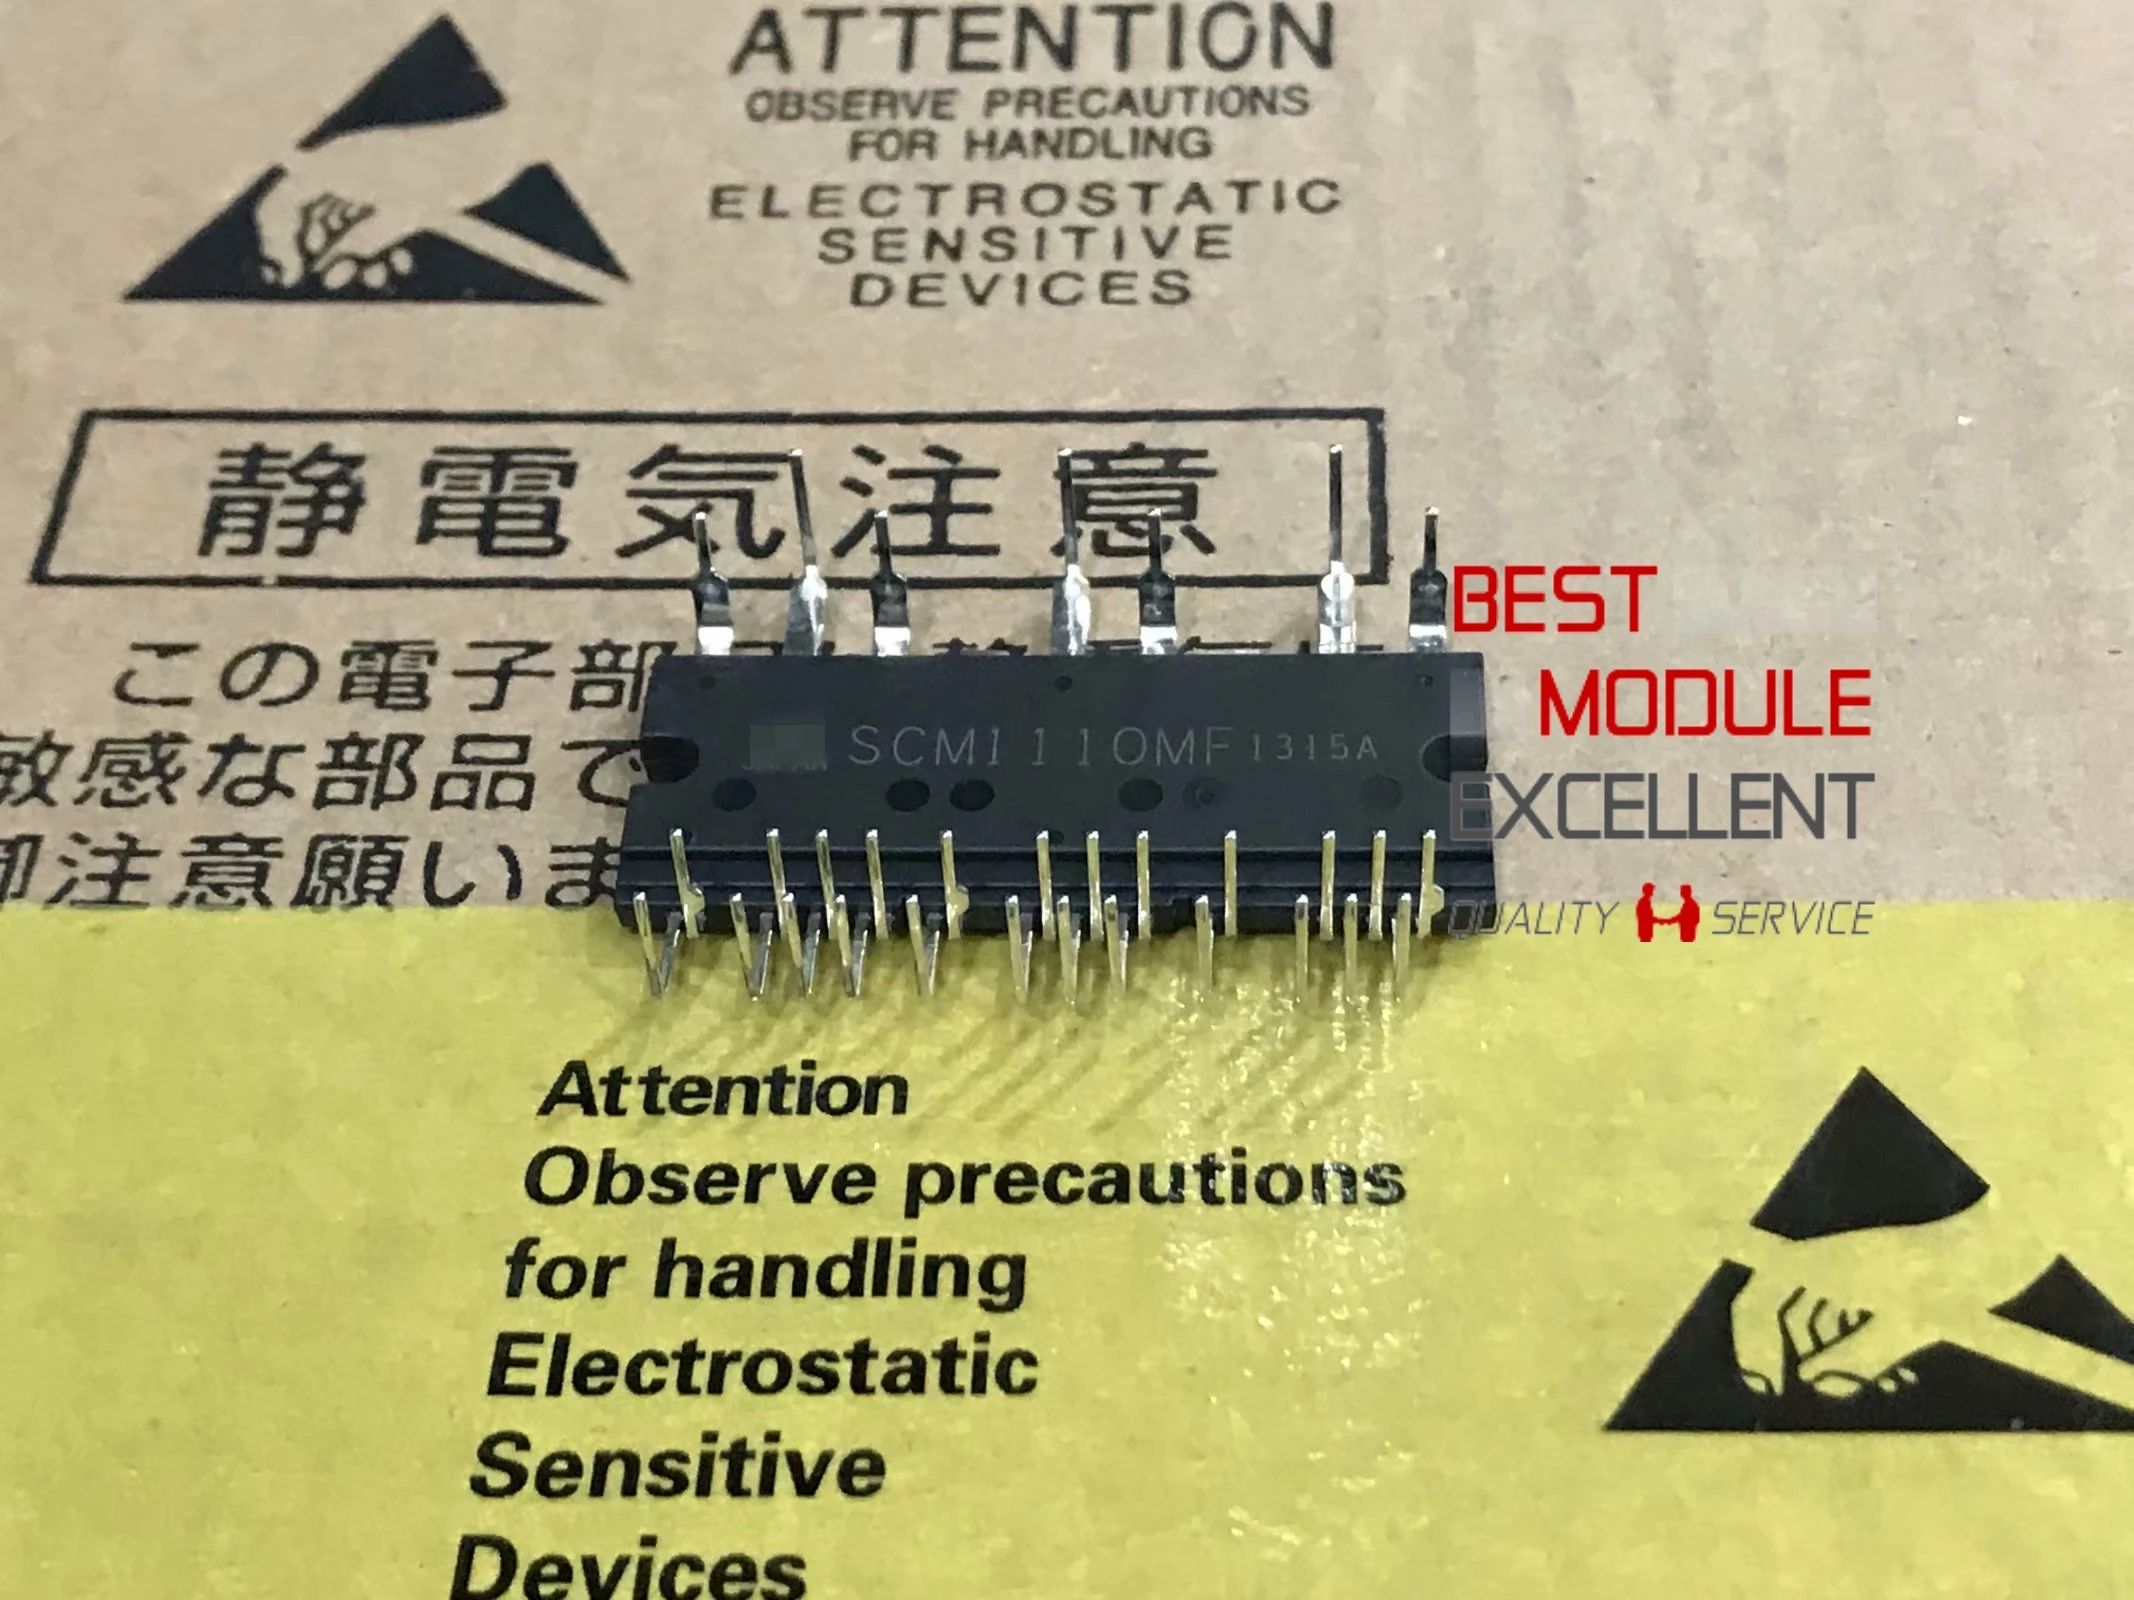 ATTENTION
OBSERVE PRECAUTIONS
FOR HANDLING
ELECTROSTATIC
SENSITIVE
DEVICES
静電気注意
この電子部
敏感な部品で
御注意願いま
SCM1110MF 1315A
BEST
MODULE
EXCELLENT
QUALITY SERVICE
Attention
Observe precautions
for handling
Electrostatic
Sensitive
Devices